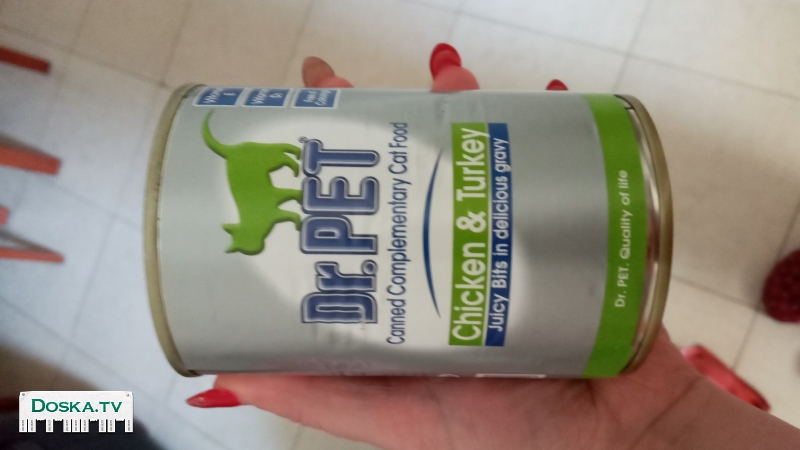 Dr.PET®
Canned Complementary Cat Food
Chicken & Turkey
Juicy Bits in delicious gravy
Dr. PET, Quality of life
DOSKA.TV